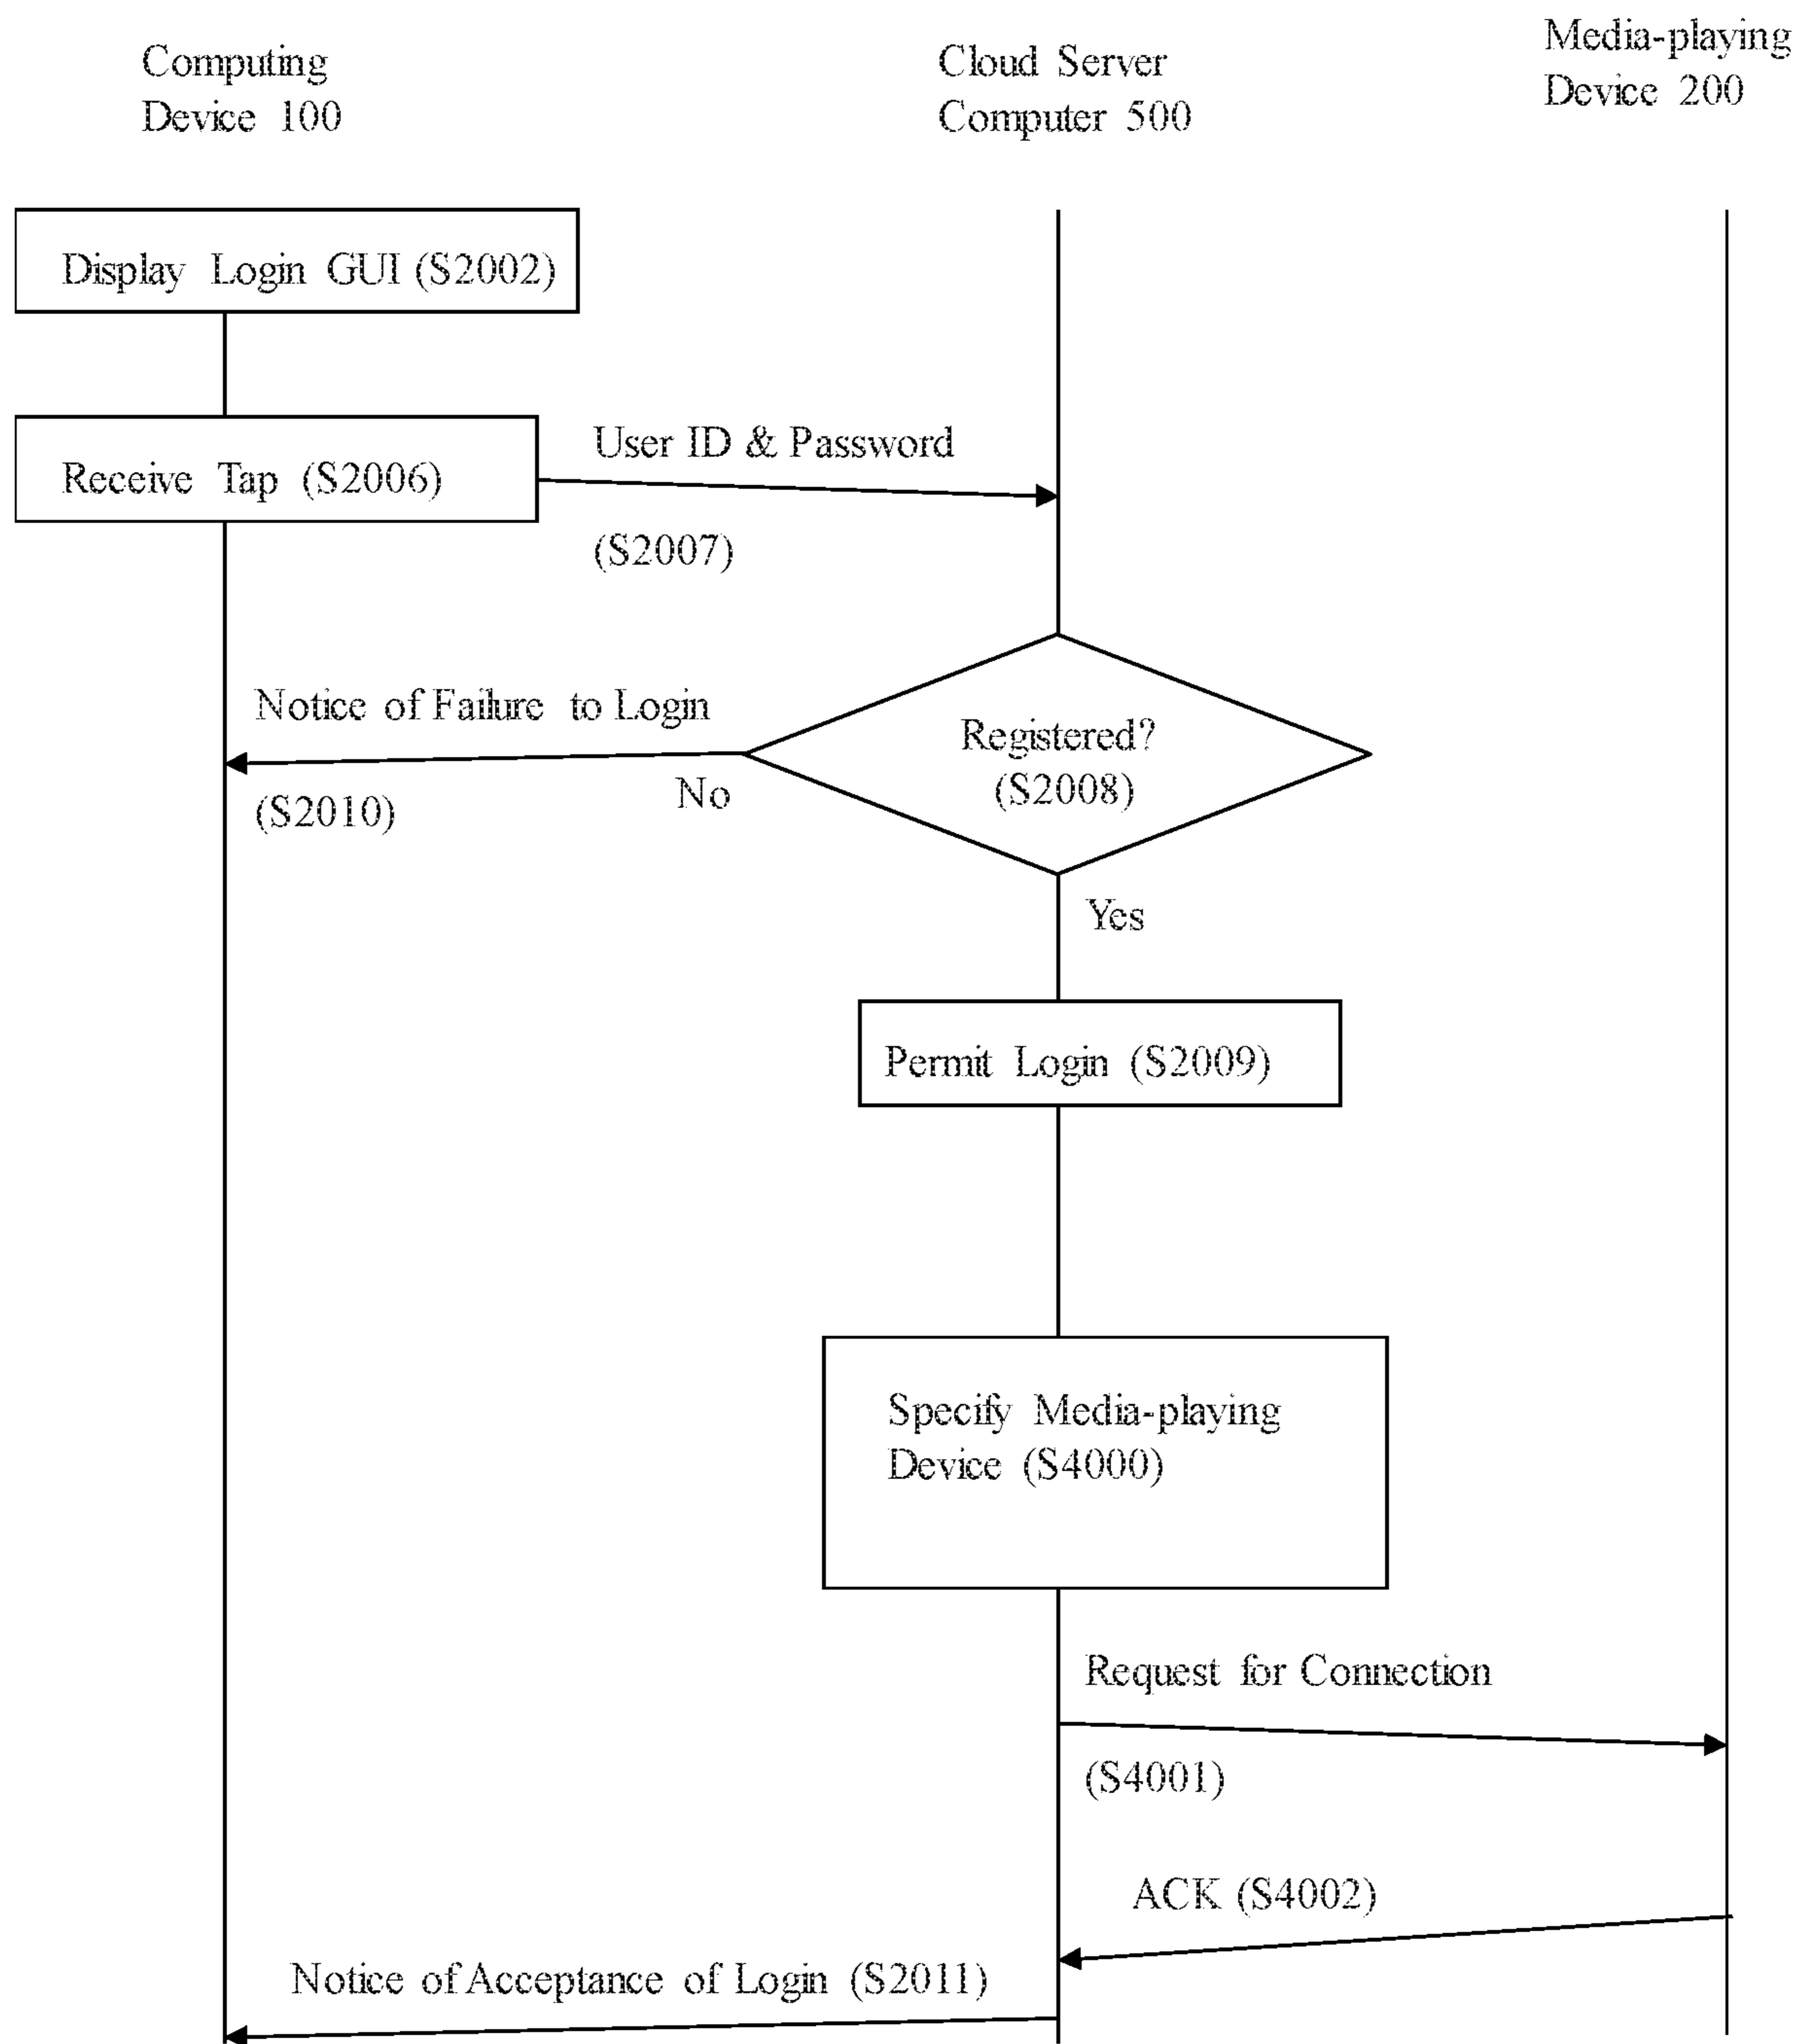 Computing
Device 100
Cloud Server
Computer 500
Media-playing
Device 200
Display Login GUI (S2002)
Receive Tap (S2006)
User ID & Password
(S2007)
Notice of Failure to Login
(S2010)
No
Registered?
(S2008)
Yes
Permit Login (S2009)
Specify Media-playing
Device (S4000)
Request for Connection
(S4001)
ACK (S4002)
Notice of Acceptance of Login (S2011)